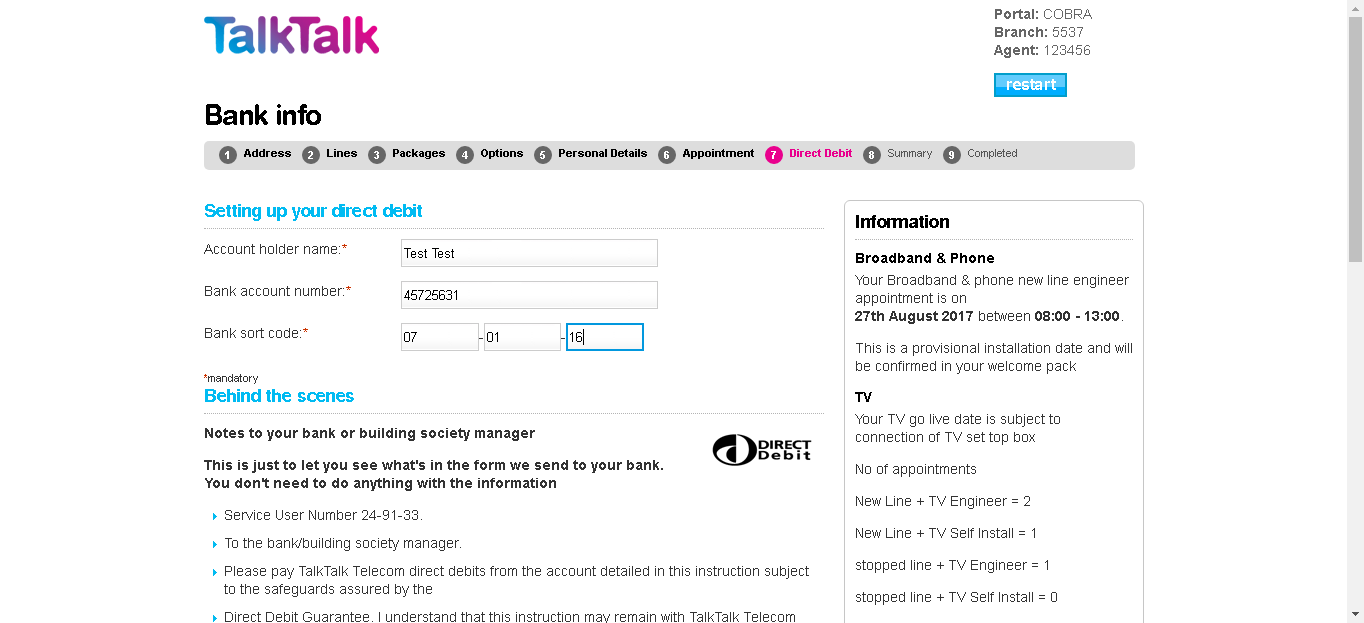 TalkTalk
Portal: COBRA
Branch: 5537
Agent: 123456
restart
Bank info
1 Address 2 Lines 3 Packages 4 Options 5 Personal Details 6 Appointment 7 Direct Debit 8 Summary 9 Completed
Setting up your direct debit
Account holder name:* Test Test
Bank account number:* 45725631
Bank sort code:* 07 - 01 - 16
*mandatory
Behind the scenes
Notes to your bank or building society manager
DIRECT
Debit
This is just to let you see what's in the form we send to your bank.
You don't need to do anything with the information
Service User Number 24-91-33.
To the bank/building society manager.
Please pay TalkTalk Telecom direct debits from the account detailed in this instruction subject
to the safeguards assured by the
Direct Debit Guarantee. I understand that this instruction may remain with TalkTalk Telecom
Information
Broadband & Phone
Your Broadband & phone new line engineer
appointment is on
27th August 2017 between 08:00 - 13:00.
This is a provisional installation date and will
be confirmed in your welcome pack
TV
Your TV go live date is subject to
connection of TV set top box
No of appointments
New Line + TV Engineer = 2
New Line + TV Self Install = 1
stopped line + TV Engineer = 1
stopped line + TV Self Install = 0